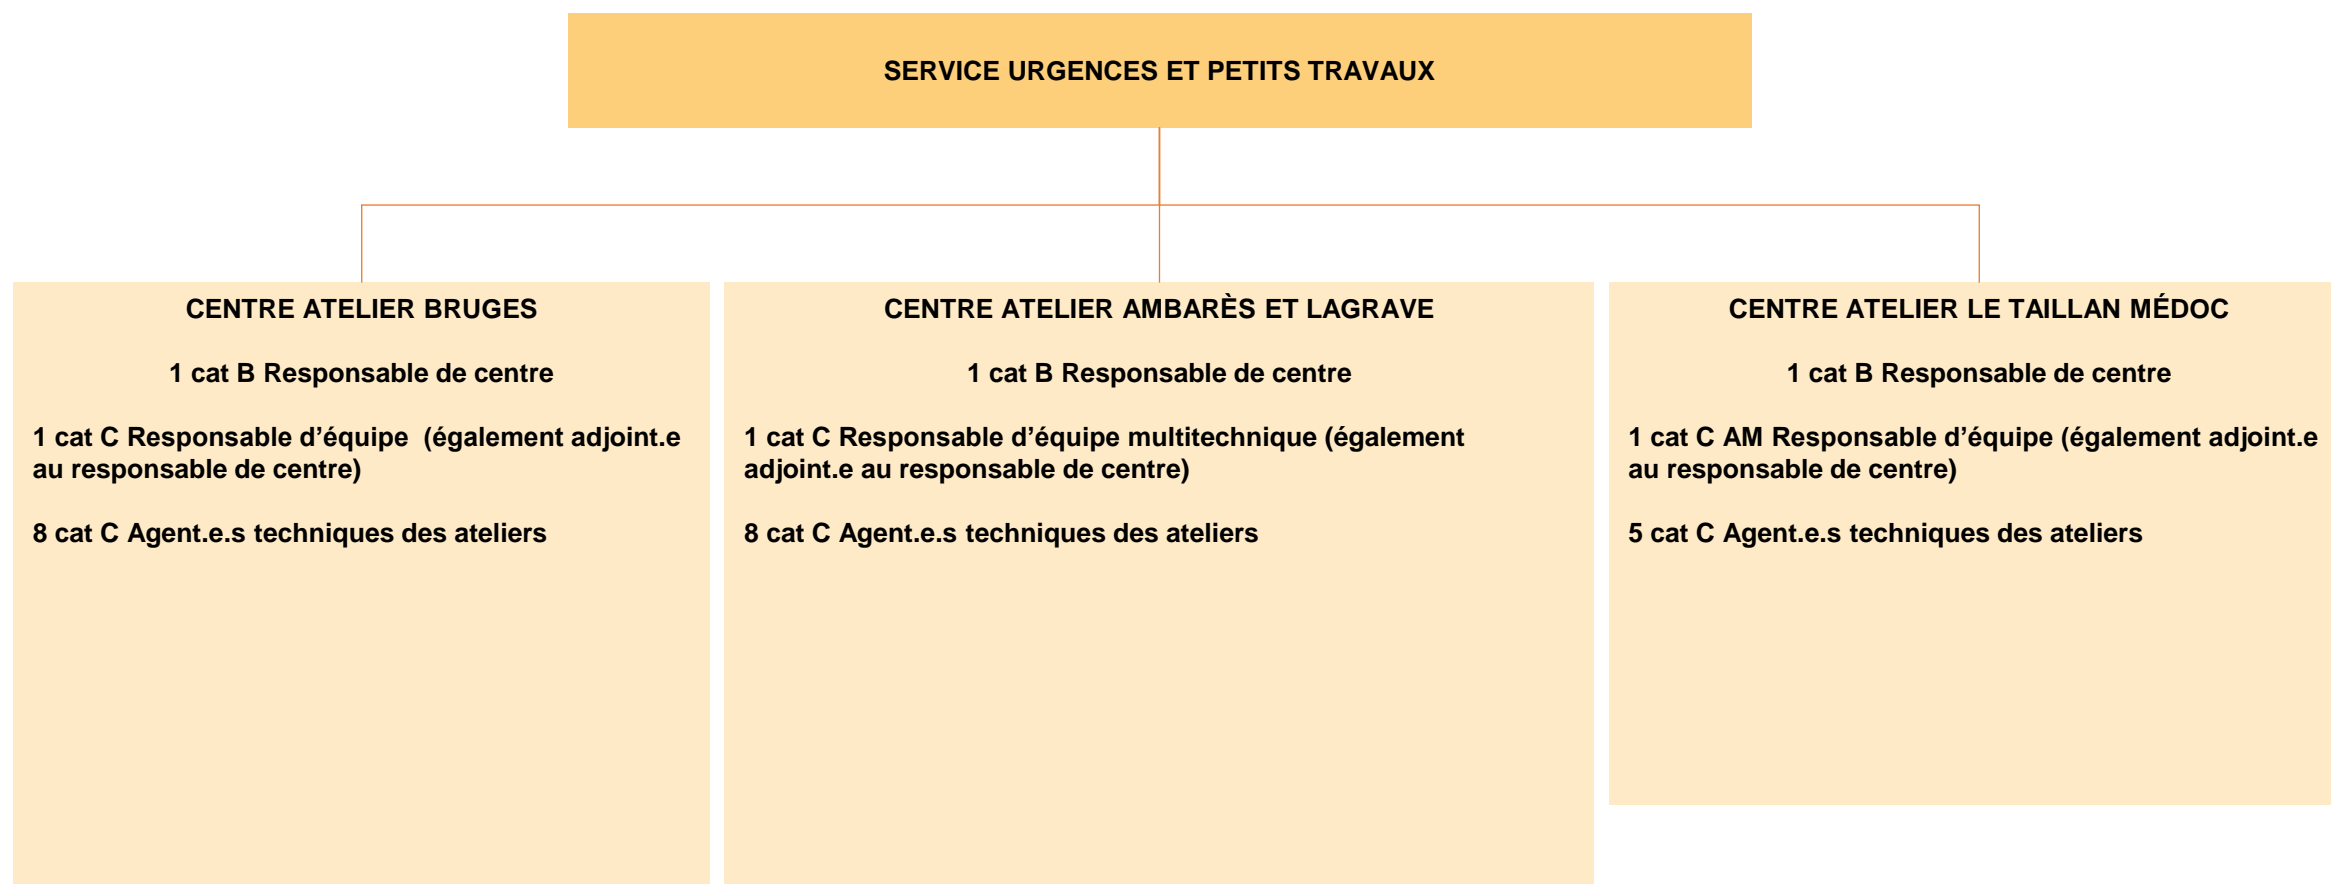 SERVICE URGENCES ET PETITS TRAVAUX
CENTRE ATELIER BRUGES
1 cat B Responsable de centre
1 cat C Responsable d’équipe  (également adjoint.e
au responsable de centre)
8 cat C Agent.e.s techniques des ateliers
CENTRE ATELIER AMBARÈS ET LAGRAVE
1 cat B Responsable de centre
1 cat C Responsable d’équipe multitechnique (également
adjoint.e au responsable de centre)
8 cat C Agent.e.s techniques des ateliers
CENTRE ATELIER LE TAILLAN MÉDOC
1 cat B Responsable de centre
1 cat C AM Responsable d’équipe (également adjoint.e
au responsable de centre)
5 cat C Agent.e.s techniques des ateliers